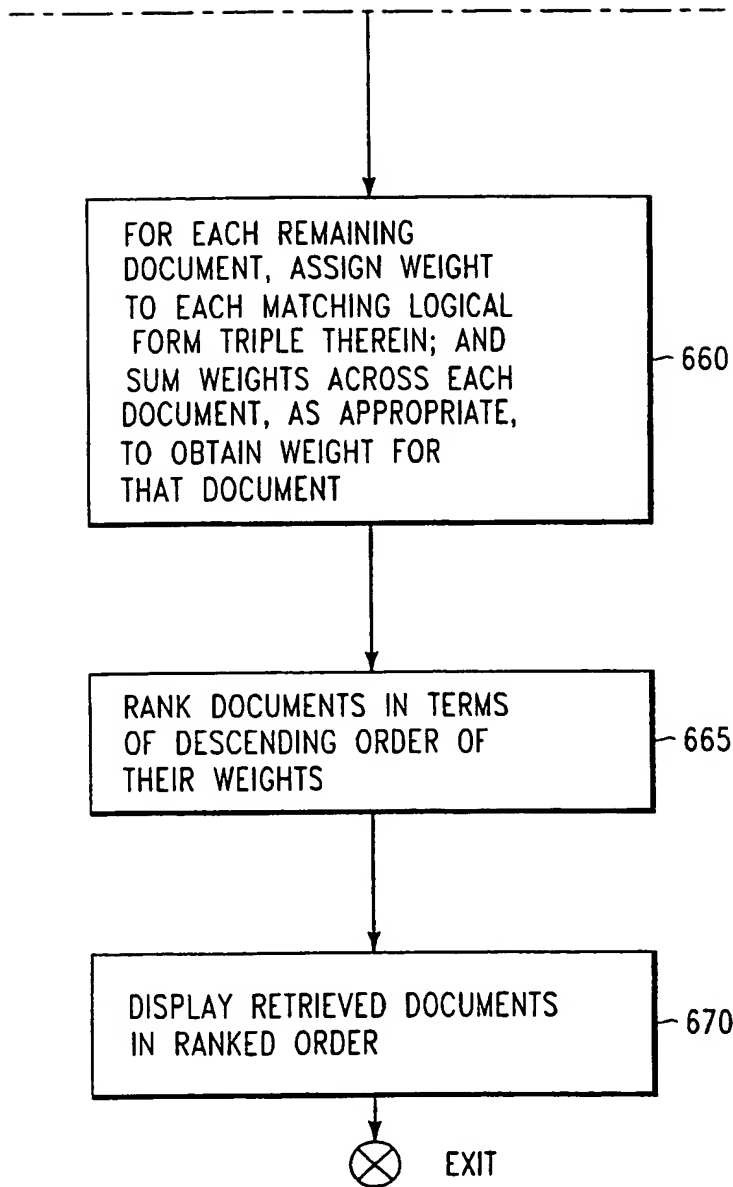 FOR EACH REMAINING
DOCUMENT, ASSIGN WEIGHT
TO EACH MATCHING LOGICAL
FORM TRIPLE THEREIN; AND
SUM WEIGHTS ACROSS EACH
DOCUMENT, AS APPROPRIATE,
TO OBTAIN WEIGHT FOR
THAT DOCUMENT
660
RANK DOCUMENTS IN TERMS
OF DESCENDING ORDER OF
THEIR WEIGHTS
665
DISPLAY RETRIEVED DOCUMENTS
IN RANKED ORDER
670
EXIT